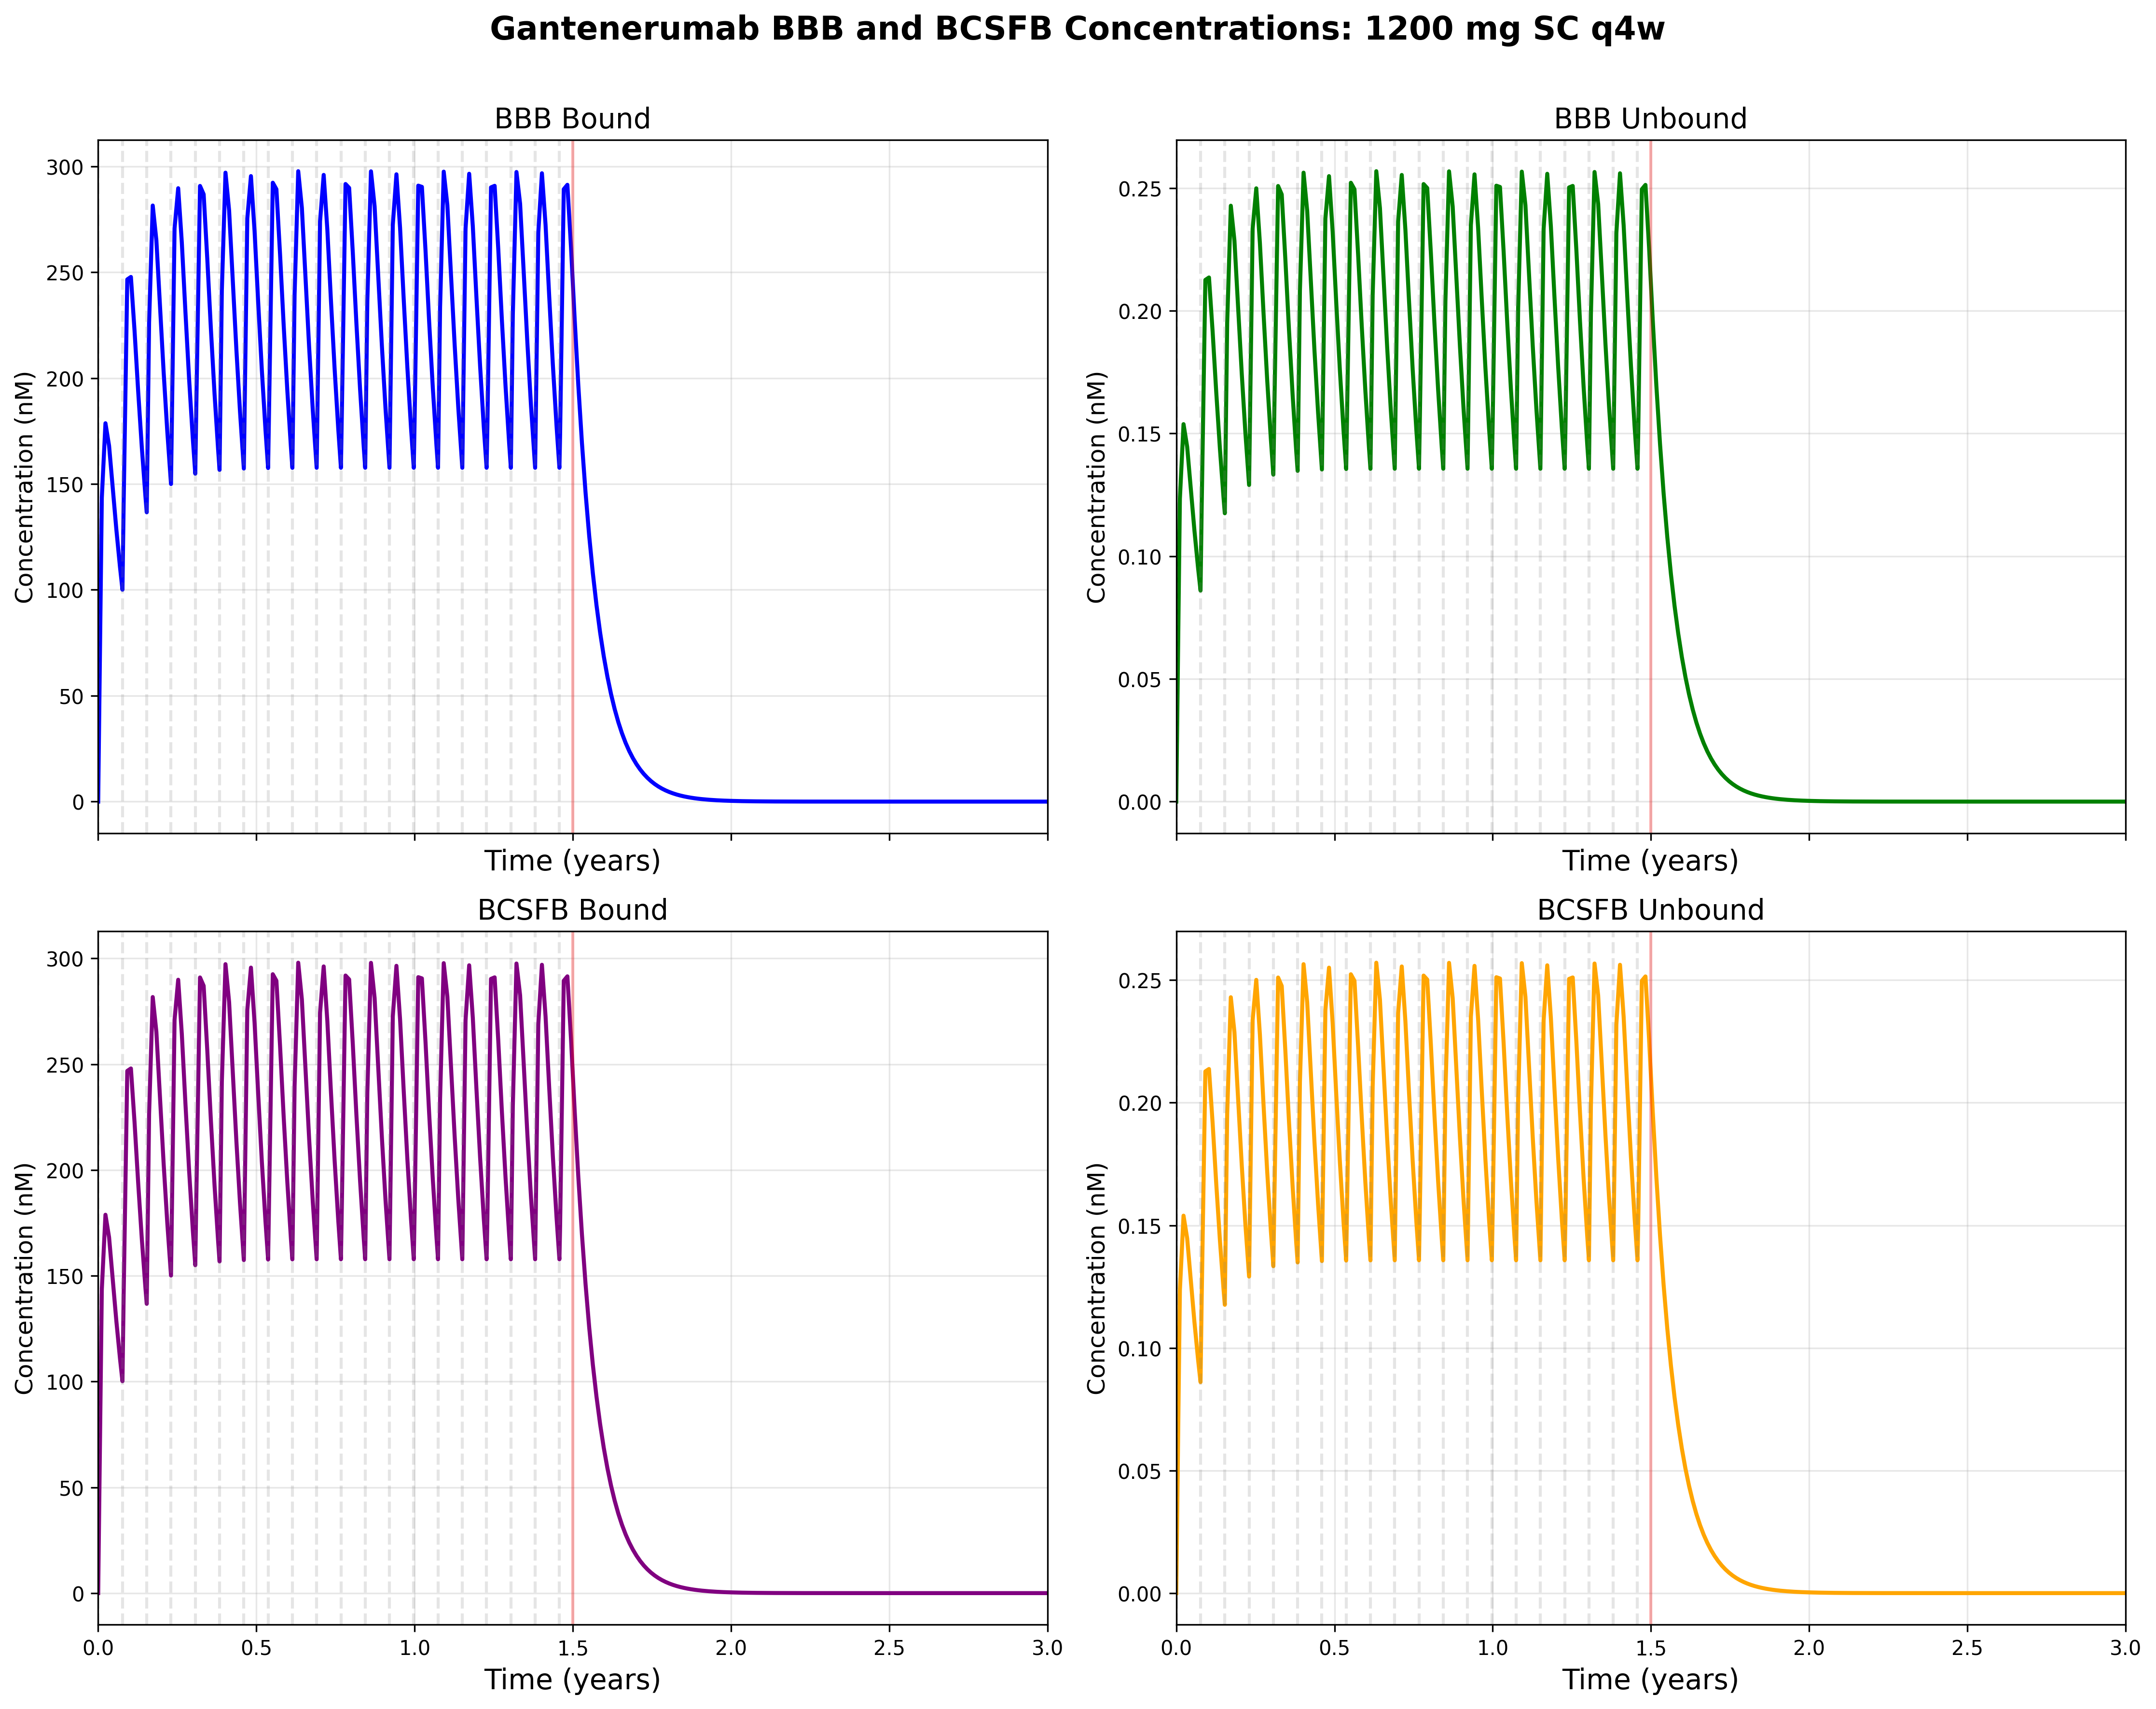 Gantenerumab BBB and BCSFB Concentrations: 1200 mg SC q4w
BBB Bound
Concentration (nM)
300
250
200
150
100
50
0
Time (years)
BBB Unbound
Concentration (nM)
0.25
0.20
0.15
0.10
0.05
0.00
Time (years)
BCSFB Bound
Concentration (nM)
300
250
200
150
100
50
0
0.0 0.5 1.0 1.5 2.0 2.5 3.0
Time (years)
BCSFB Unbound
Concentration (nM)
0.25
0.20
0.15
0.10
0.05
0.00
0.0 0.5 1.0 1.5 2.0 2.5 3.0
Time (years)